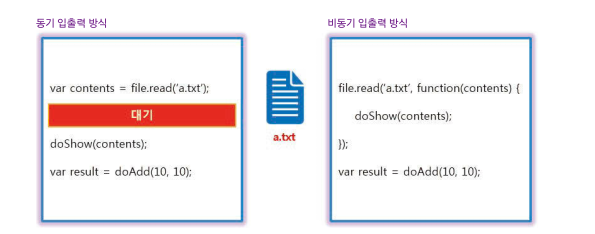 동기 입출력 방식
var contents = file.read('a.txt');
대기
doShow(contents);
var result = doAdd(10, 10);
a.txt
비동기 입출력 방식
file.read('a.txt', function(contents) {
doShow(contents);
});
var result = doAdd(10, 10);